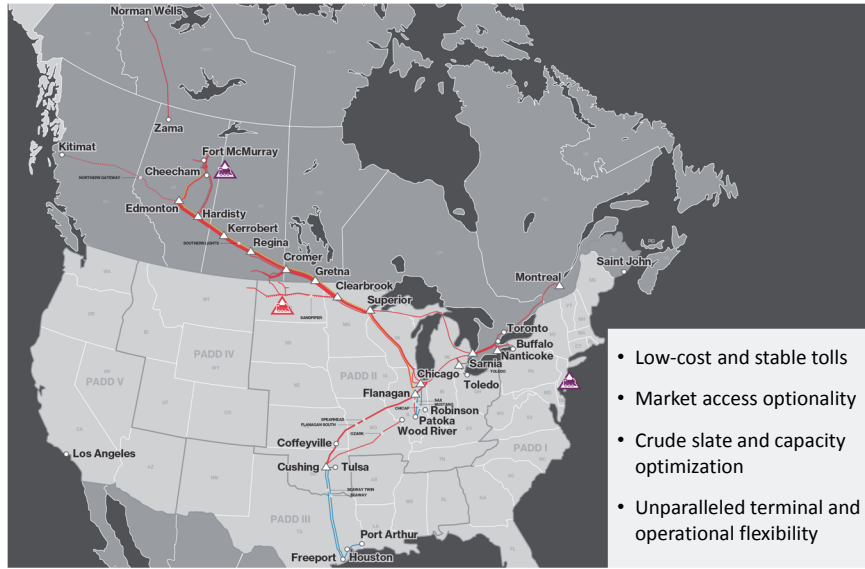 Norman Wells
Zama
Kitimat
Fort McMurray
Cheecham
NORTHERN GATEWAY
Edmonton
Hardisty
Kerrobert
SOUTHERN LIGHTS
Regina
Cromer
Gretna
Clearbrook
Superior
SANDPIPER
Montreal
Saint John
Toronto
Buffalo
Nanticoke
Sarnia
TOLEDO
Toledo
Chicago
Flanagan
PADD IV
PADD V
PADD II
PADD I
PADD III
CHICAP
Robinson
Patoka
Wood River
SPEARHEAD
FLANAGAN SOUTH
OZARK
Coffeyville
Cushing
Tulsa
SEAWAY TWIN
SEAWAY
Los Angeles
Port Arthur
Houston
Freeport
• Low-cost and stable tolls
• Market access optionality
• Crude slate and capacity
optimization
• Unparalleled terminal and
operational flexibility